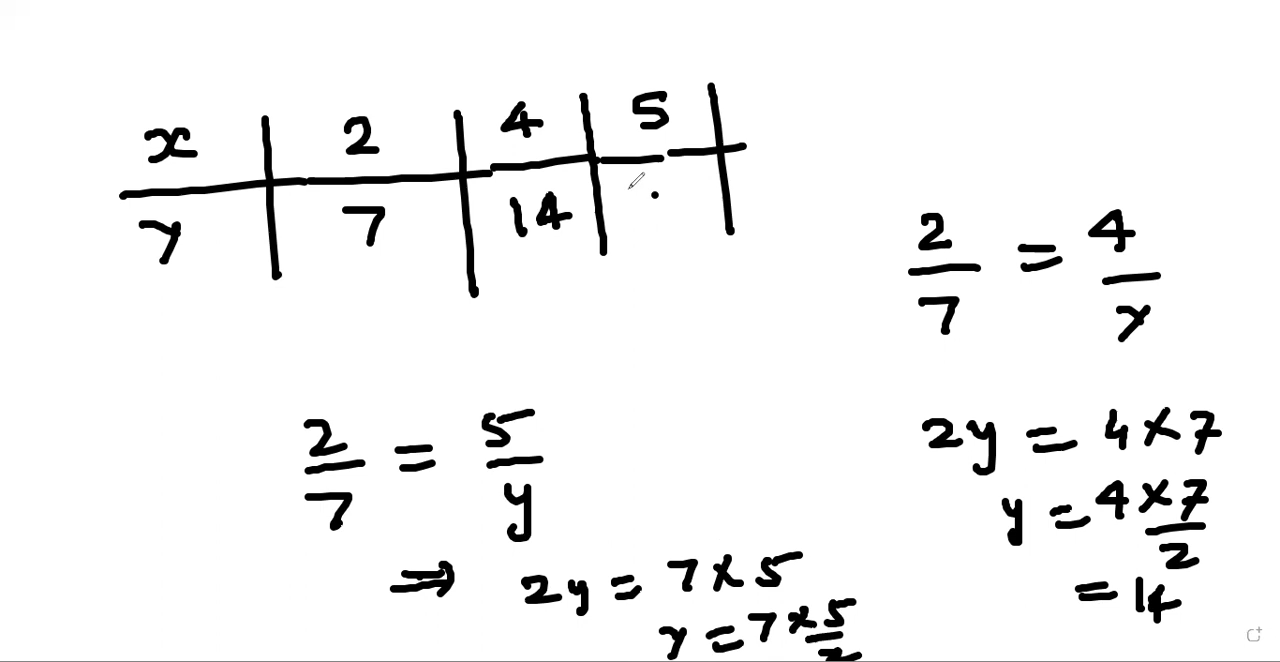 x | 2 | 4 | 5 |
y | 7 | 14 | . |
2/7 = 4/y
2y = 4 × 7
y = 4 × 7/2
= 14
2/7 = 5/y
⇒ 2y = 7 × 5
y = 7 × 5/2